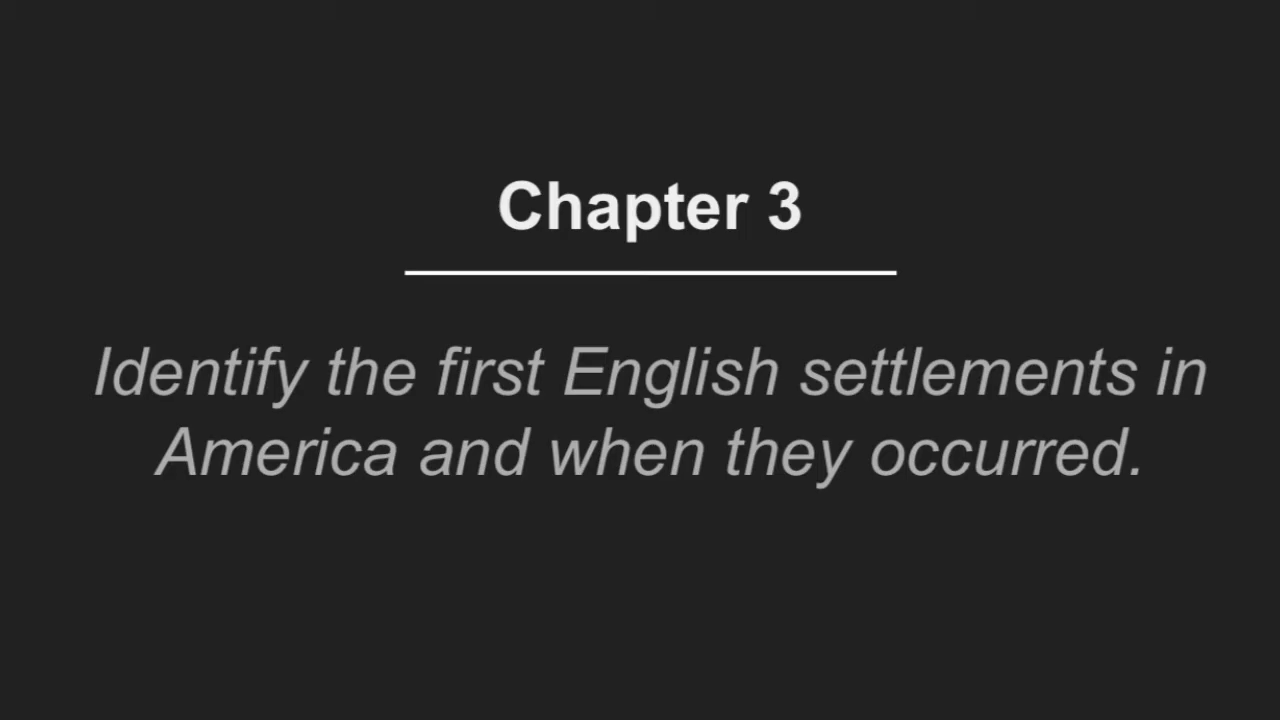 Chapter 3
Identify the first English settlements in
America and when they occurred.